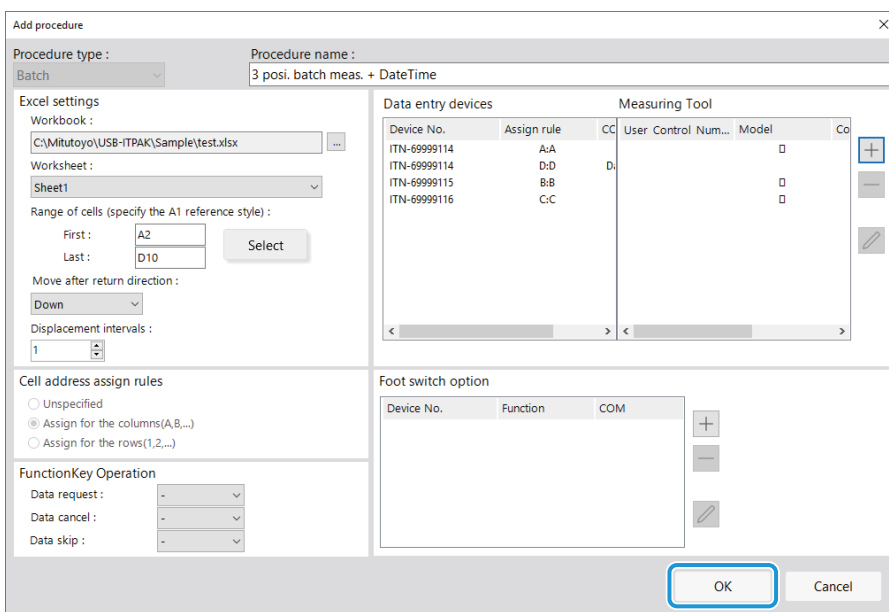 Add procedure
Procedure type :
Procedure name :
Batch
3 posi. batch meas. + DateTime
Excel settings
Workbook :
C:\Mitutoyo\USB-ITPAK\Sample\test.xlsx
...
Worksheet :
Sheet1
Range of cells (specify the A1 reference style) :
First :
A2
Last :
D10
Select
Move after return direction :
Down
Displacement intervals :
1
Data entry devices
Device No. Assign rule CC
ITN-69999114 A:A
ITN-69999114 D:D Da
ITN-69999115 B:B
ITN-69999116 C:C
Measuring Tool
User Control Num... Model Co
Cell address assign rules
Unspecified
Assign for the columns(A,B,...)
Assign for the rows(1,2,...)
FunctionKey Operation
Data request : -
Data cancel : -
Data skip : -
Foot switch option
Device No. Function COM
OK
Cancel